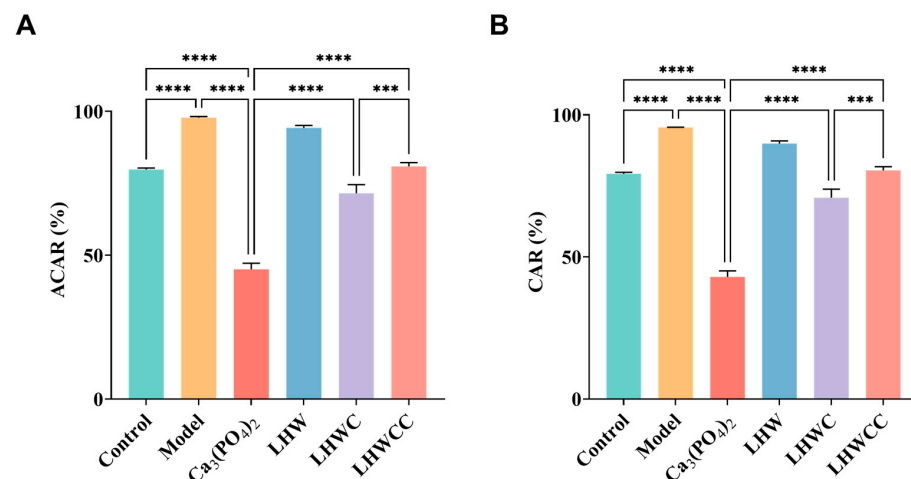 A
**** ****
**** **** **** ***
ACAR (%)
100
50
0
Control Model Ca₃(PO₄)₂ LHW LHWC LHWCC
B
**** ****
**** **** **** ***
CAR (%)
100
50
0
Control Model Ca₃(PO₄)₂ LHW LHWC LHWCC